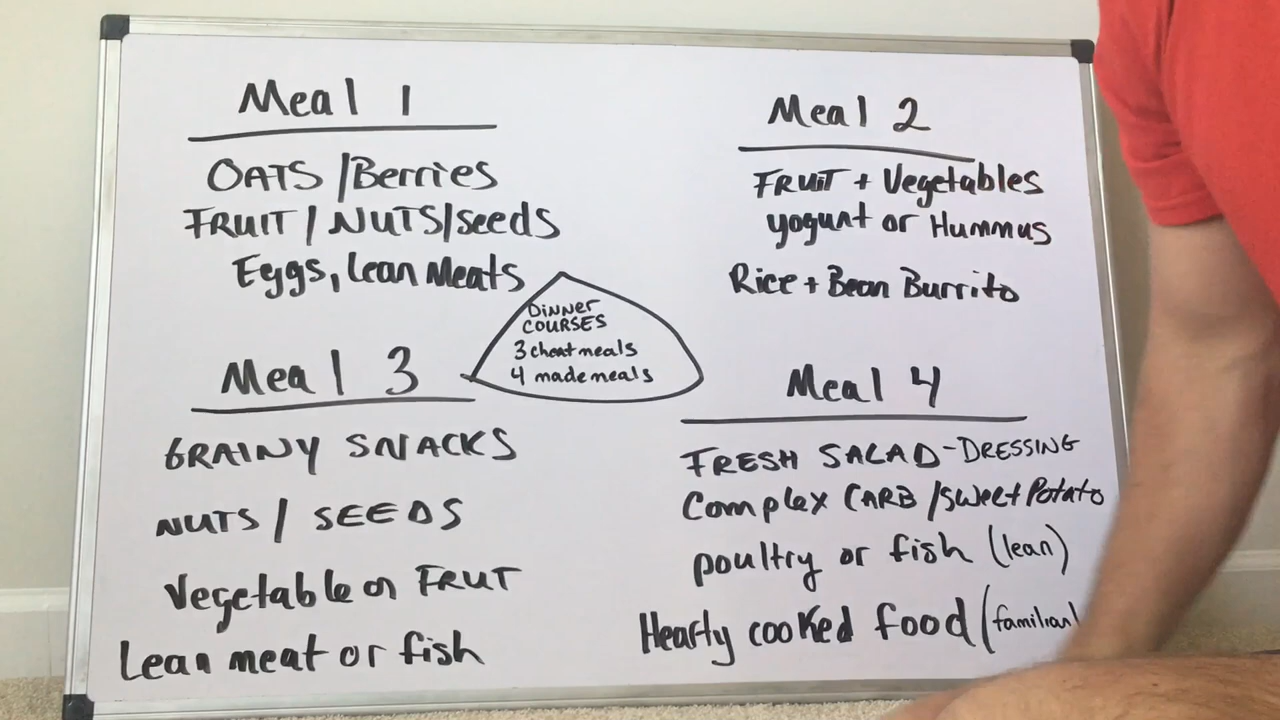 Meal 1
OATS /Berries
FRUIT / NUTS/seeds
Eggs, lean Meats
Meal 2
FRUIT + Vegetables
yogurt or Hummus
Rice + Bean Burrito
DINNER
COURSES
3 cheat meals
4 made meals
Meal 3
GRAINY SNACKS
NUTS / SEEDS
Vegetable or FRUT
Lean meat or fish
Meal 4
FRESH SALAD-DRESSING
Complex CARB /sweet Potato
poultry or fish (lean)
Hearty cooked food (familiar)